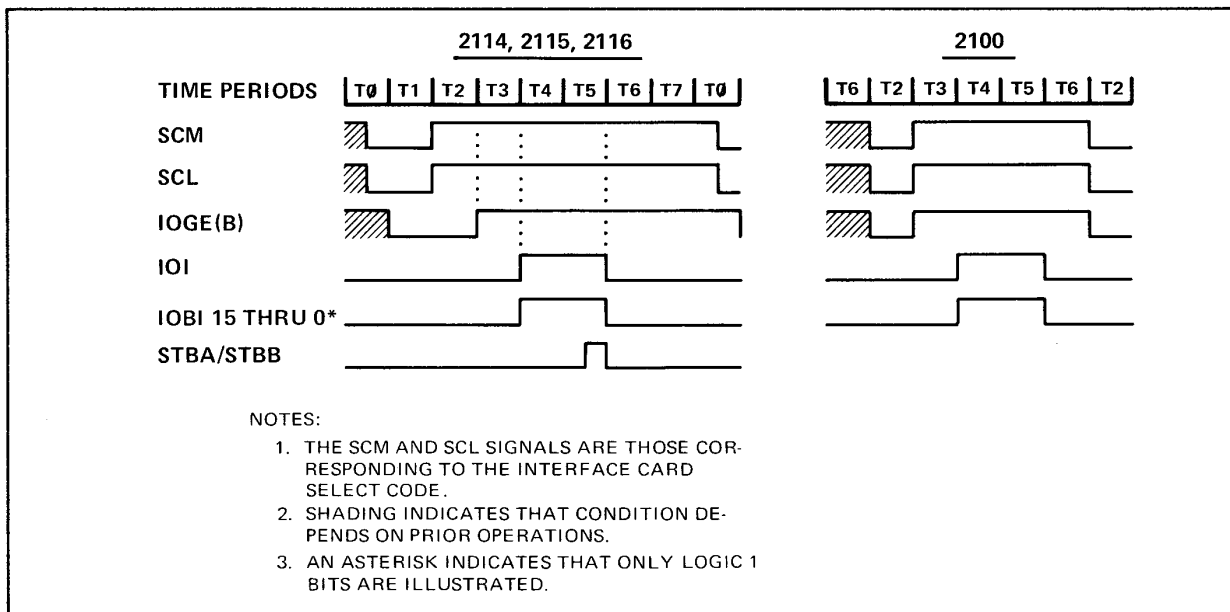 2114, 2115, 2116 2100
TIME PERIODS TØ T1 T2 T3 T4 T5 T6 T7 TØ T6 T2 T3 T4 T5 T6 T2
SCM
SCL
IOGE(B)
IOI
IOBI 15 THRU 0*
STBA/STBB
NOTES:
1. THE SCM AND SCL SIGNALS ARE THOSE COR-
RESPONDING TO THE INTERFACE CARD
SELECT CODE.
2. SHADING INDICATES THAT CONDITION DE-
PENDS ON PRIOR OPERATIONS.
3. AN ASTERISK INDICATES THAT ONLY LOGIC 1
BITS ARE ILLUSTRATED.